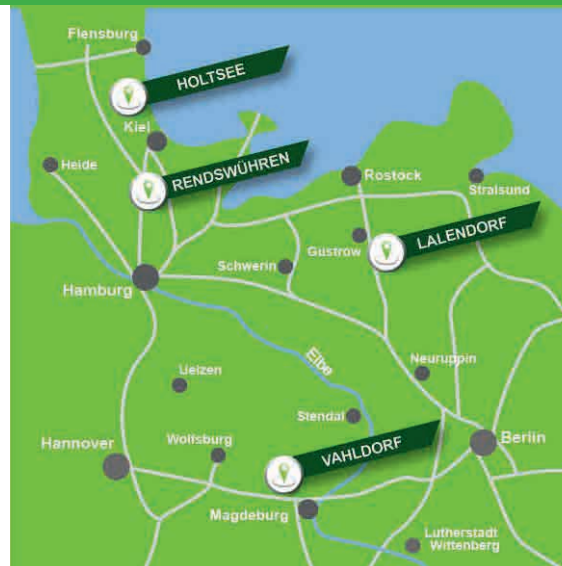 Flensburg
HOLTSEE
Kiel
Heide
RENDSWÜHREN
Rostock
Stralsund
LALENDORF
Güstrow
Schwerin
Hamburg
Elbe
Neuruppin
Uelzen
Stendal
Hannover
Wolfsburg
VAHLDORF
Berlin
Magdeburg
Lutherstadt
Wittenberg